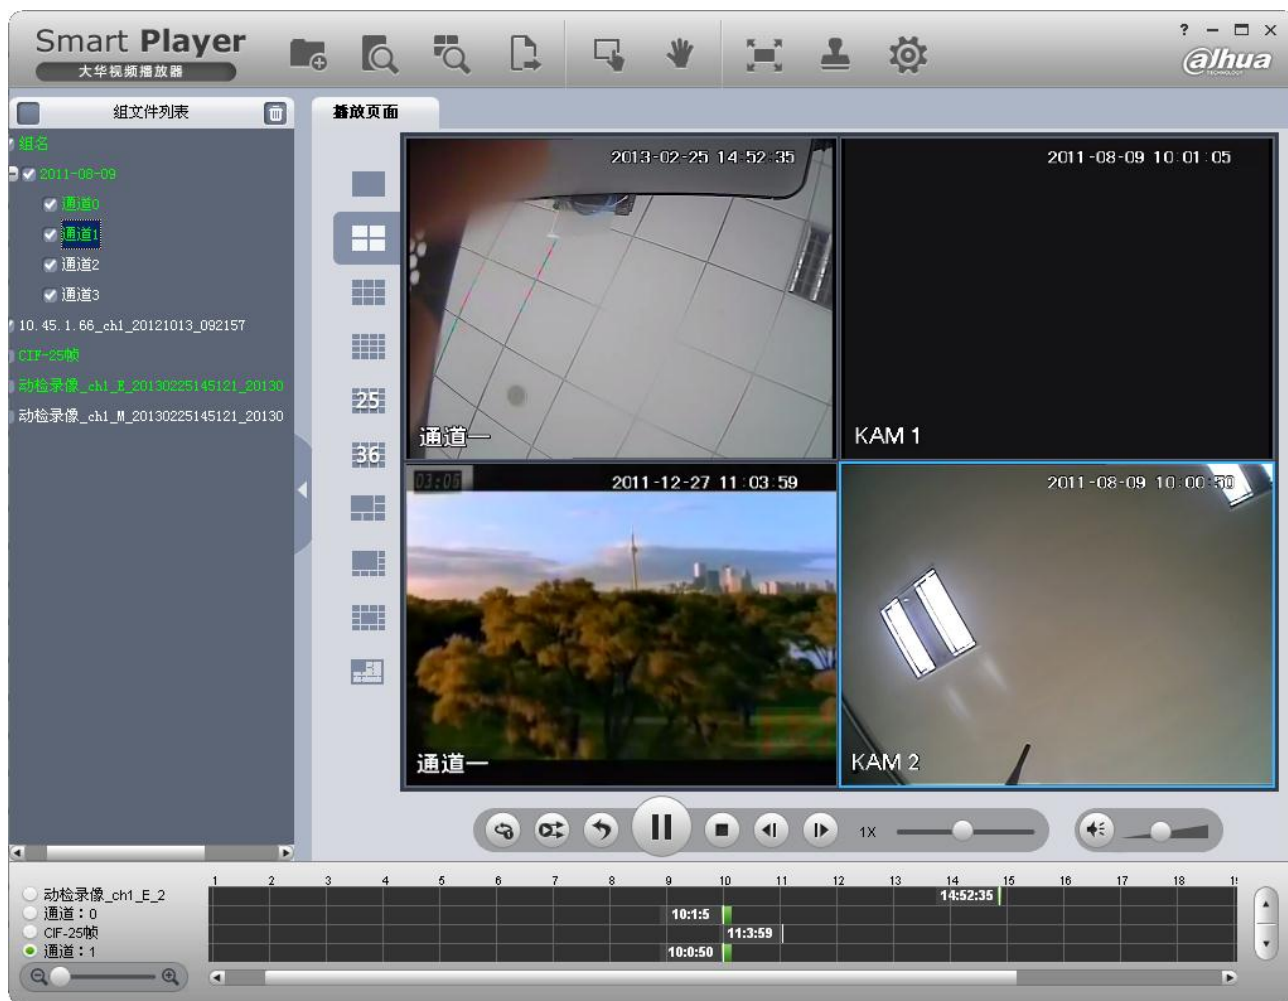 Smart Player
大华视频播放器
?
alhua
TECHNOLOGY
组文件列表
播放页面
组名
2011-08-09
通道0
通道1
通道2
通道3
10.45.1.66_ch1_20121013_092157
CIF-25帧
动检录像_ch1_E_20130225145121_20130
动检录像_ch1_M_20130225145121_20130
25
36
2013-02-25 14:52:35
通道一
2011-08-09 10:01:05
KAM 1
03:06
2011-12-27 11:03:59
通道一
2011-08-09 10:00:50
KAM 2
1X
1 2 3 4 5 6 7 8 9 10 11 12 13 14 15 16 17 18
动检录像_ch1_E_2
14:52:35
通道：0
10:1:5
CIF-25帧
11:3:59
通道：1
10:0:50